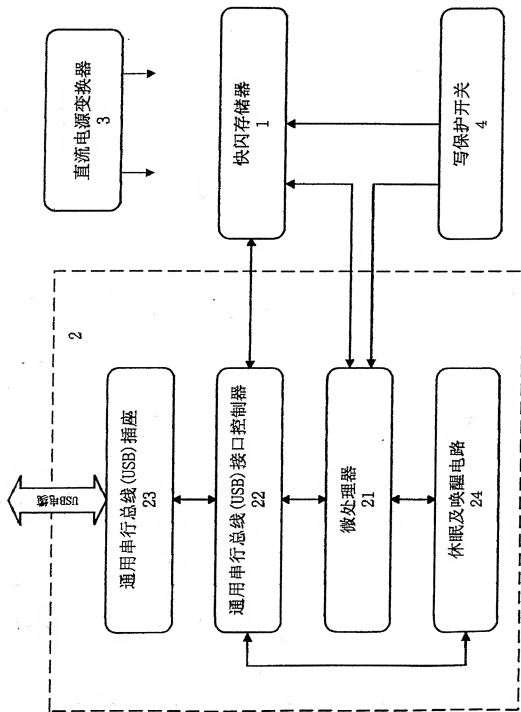 USB电缆
2
通用串行总线(USB)插座
23
通用串行总线(USB)接口控制器
22
微处理器
21
休眠及唤醒电路
24
直流电源变换器
3
快闪存储器
1
写保护开关
4